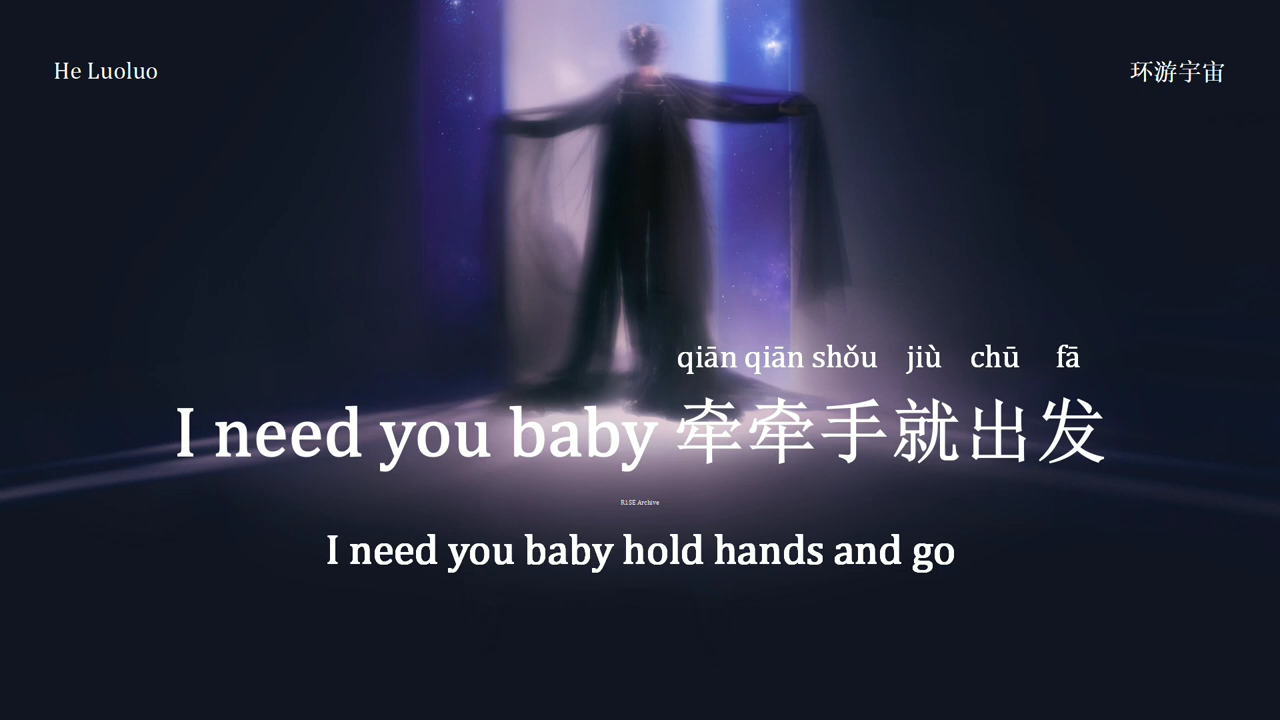 He Luoluo
环游宇宙
qiān qiān shǒu jiù chū fā
I need you baby 牵牵手就出发
R1SE Archive
I need you baby hold hands and go